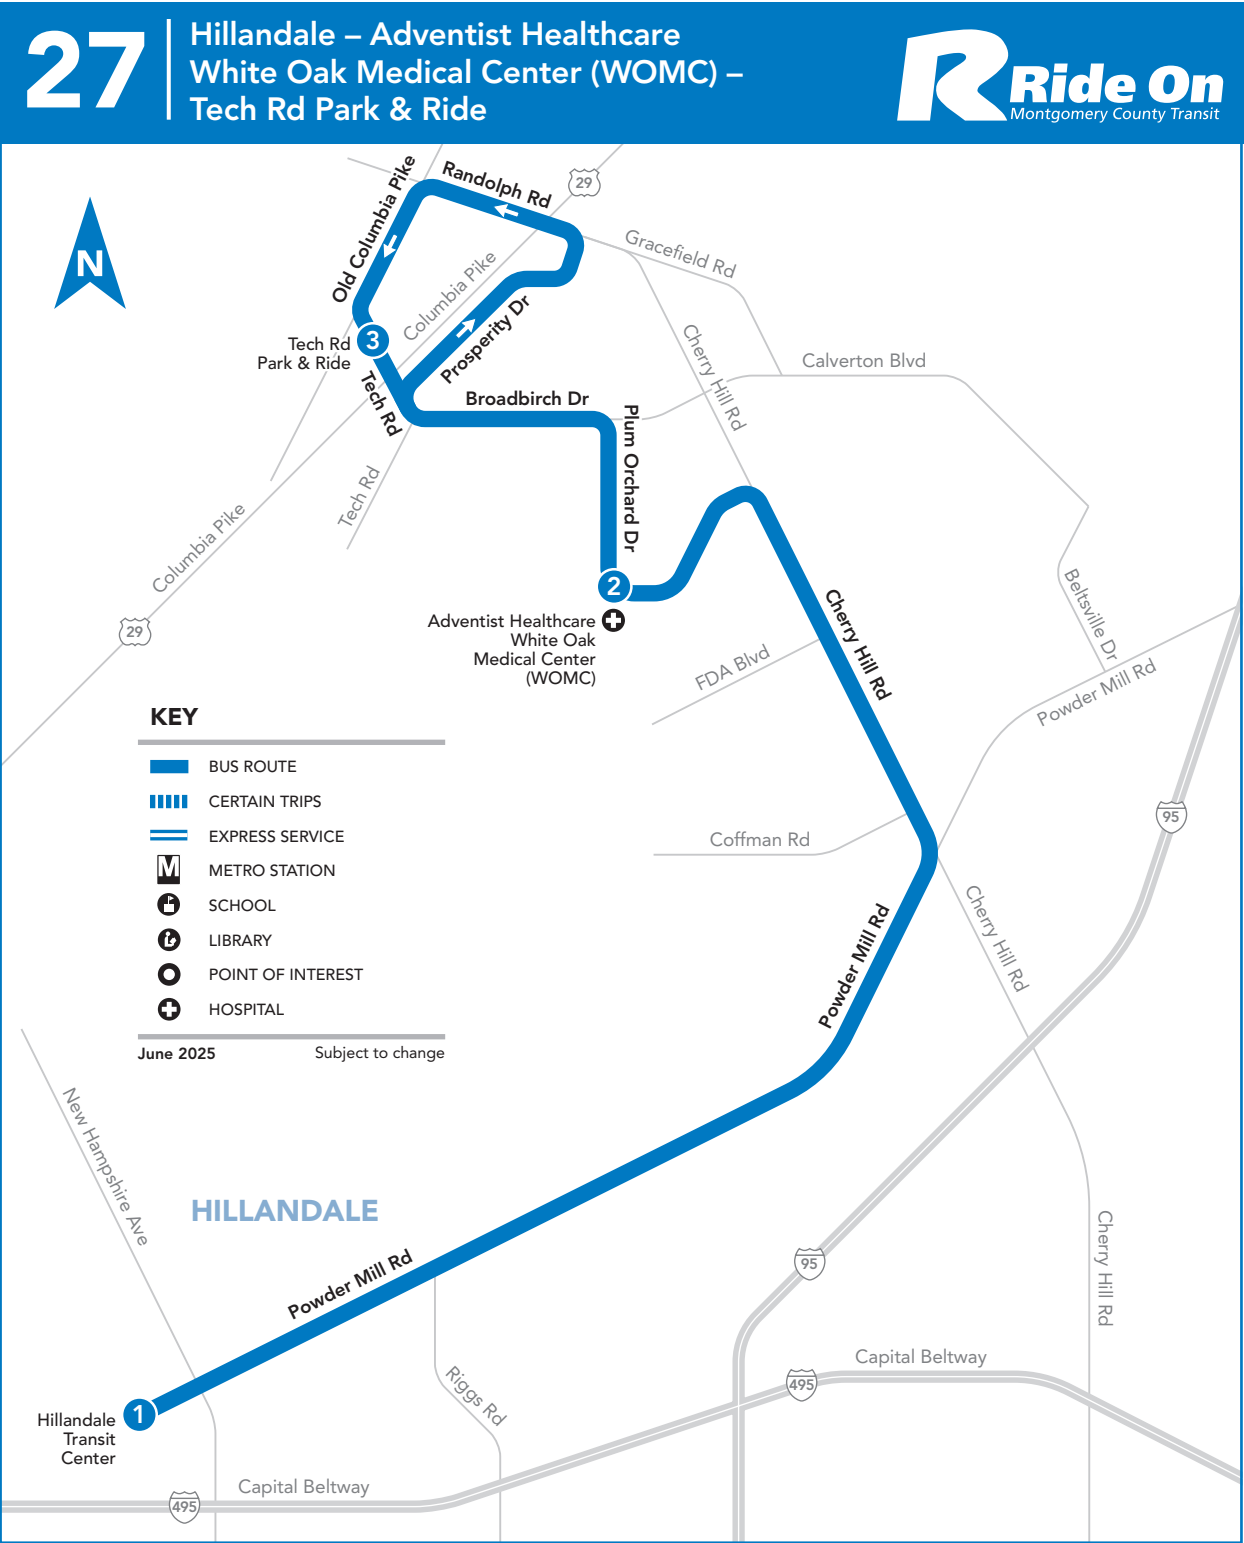 27
Hillandale – Adventist Healthcare
White Oak Medical Center (WOMC) –
Tech Rd Park & Ride
Ride On
Montgomery County Transit
N
Old Columbia Pike
Randolph Rd
29
Gracefield Rd
Columbia Pike
Prosperity Dr
3
Tech Rd
Park & Ride
Tech Rd
Cherry Hill Rd
Calverton Blvd
Broadbirch Dr
Plum Orchard Dr
Tech Rd
Columbia Pike
29
2
Adventist Healthcare
White Oak
Medical Center
(WOMC)
Cherry Hill Rd
FDA Blvd
Beltsville Dr
Powder Mill Rd
95
Coffman Rd
Cherry Hill Rd
Powder Mill Rd
KEY
BUS ROUTE
CERTAIN TRIPS
EXPRESS SERVICE
M
METRO STATION
SCHOOL
LIBRARY
POINT OF INTEREST
HOSPITAL
June 2025
Subject to change
New Hampshire Ave
HILLANDALE
Powder Mill Rd
95
Cherry Hill Rd
Capital Beltway
495
Riggs Rd
1
Hillandale
Transit
Center
Capital Beltway
495